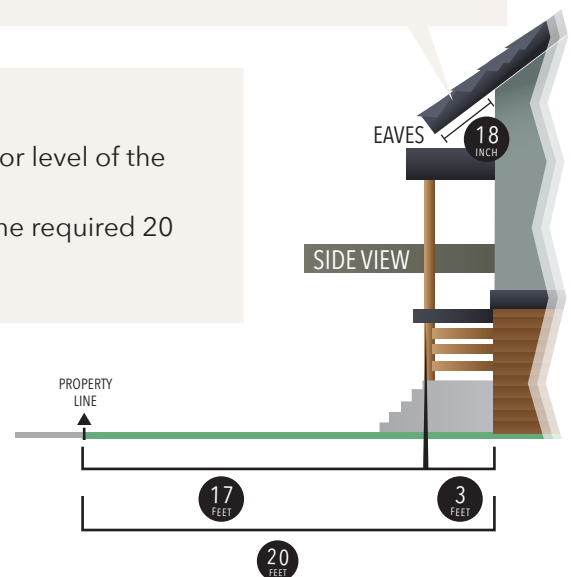 or level of the
ne required 20
EAVES
18
INCH
SIDE VIEW
PROPERTY
LINE
17
FEET
3
FEET
20
FEET